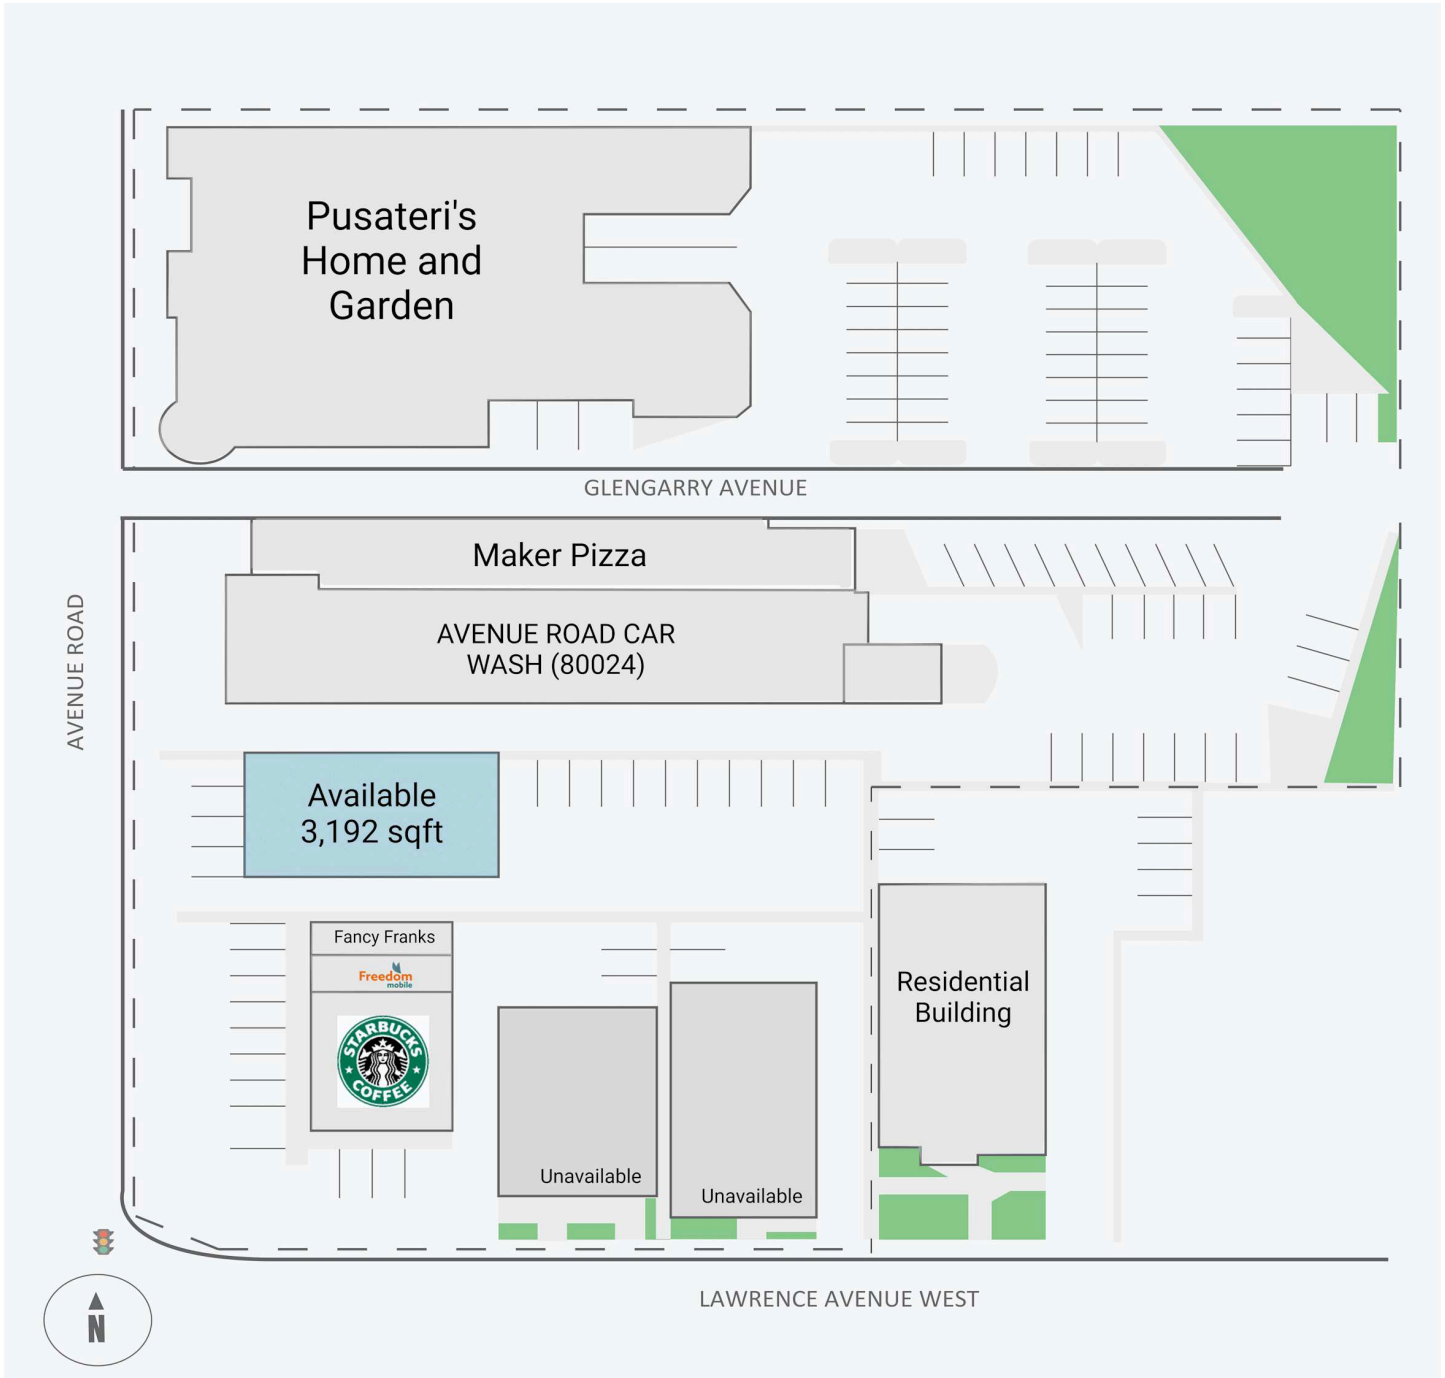 Pusateri's
Home and
Garden
GLENGARRY AVENUE
Maker Pizza
AVENUE ROAD CAR
WASH (80024)
AVENUE ROAD
Available
3,192 sqft
Fancy Franks
Freedom
mobile
STARBUCKS
COFFEE
Residential
Building
Unavailable
Unavailable
LAWRENCE AVENUE WEST
N